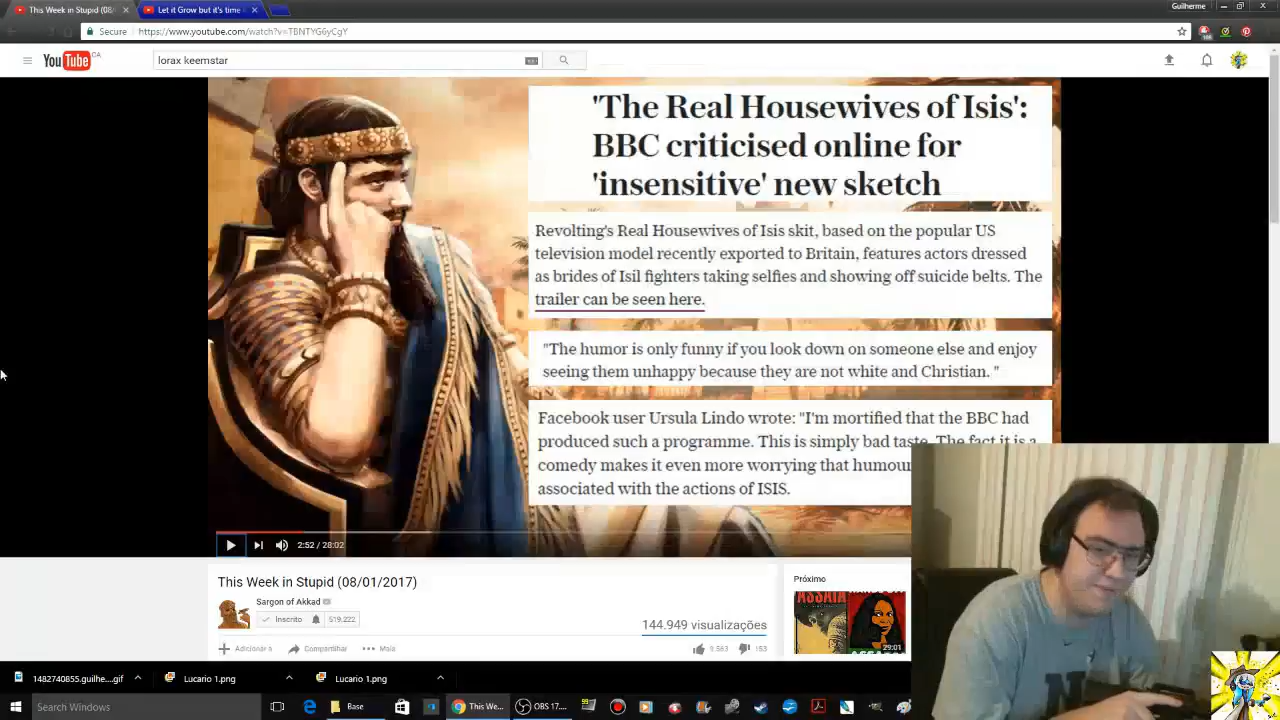 This Week in Stupid (08/
Let it Grow but it's time
Guilherme
Secure
https://www.youtube.com/watch?v=TBNTYG6yCgY
YouTube CA
lorax keemstar
'The Real Housewives of Isis':
BBC criticised online for
'insensitive' new sketch
Revolting's Real Housewives of Isis skit, based on the popular US
television model recently exported to Britain, features actors dressed
as brides of Isil fighters taking selfies and showing off suicide belts. The
trailer can be seen here.
"The humor is only funny if you look down on someone else and enjoy
seeing them unhappy because they are not white and Christian. "
Facebook user Ursula Lindo wrote: "I'm mortified that the BBC had
produced such a programme. This is simply bad taste. The fact it is a
comedy makes it even more worrying that humou
associated with the actions of ISIS.
2:52 / 28:02
This Week in Stupid (08/01/2017)
Sargon of Akkad
Inscrito 519.222
144.949 visualizações
Adicionar a
Compartilhar
Mais
9.563
153
Próximo
29:01
1482740855.guilhe....gif
Lucario 1.png
Lucario 1.png
Search Windows
Base
This We...
OBS 17....